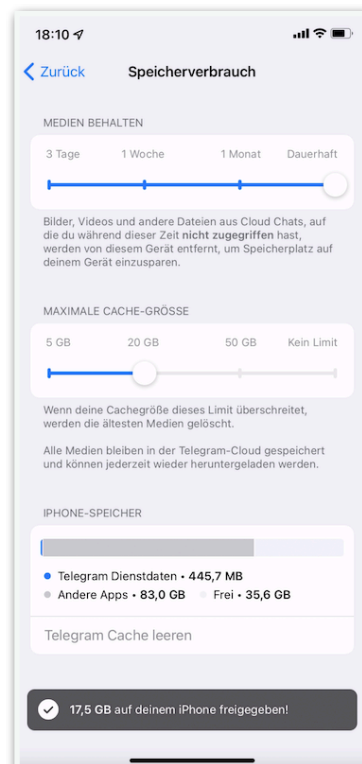 18:10
Zurück
Speicherverbrauch
MEDIEN BEHALTEN
3 Tage 1 Woche 1 Monat Dauerhaft
Bilder, Videos und andere Dateien aus Cloud Chats, auf
die du während dieser Zeit nicht zugegriffen hast,
werden von diesem Gerät entfernt, um Speicherplatz auf
deinem Gerät einzusparen.
MAXIMALE CACHE-GRÖSSE
5 GB 20 GB 50 GB Kein Limit
Wenn deine Cachegröße dieses Limit überschreitet,
werden die ältesten Medien gelöscht.
Alle Medien bleiben in der Telegram-Cloud gespeichert
und können jederzeit wieder heruntergeladen werden.
IPHONE-SPEICHER
Telegram Dienstdaten • 445,7 MB
Andere Apps • 83,0 GB Frei • 35,6 GB
Telegram Cache leeren
17,5 GB auf deinem iPhone freigegeben!